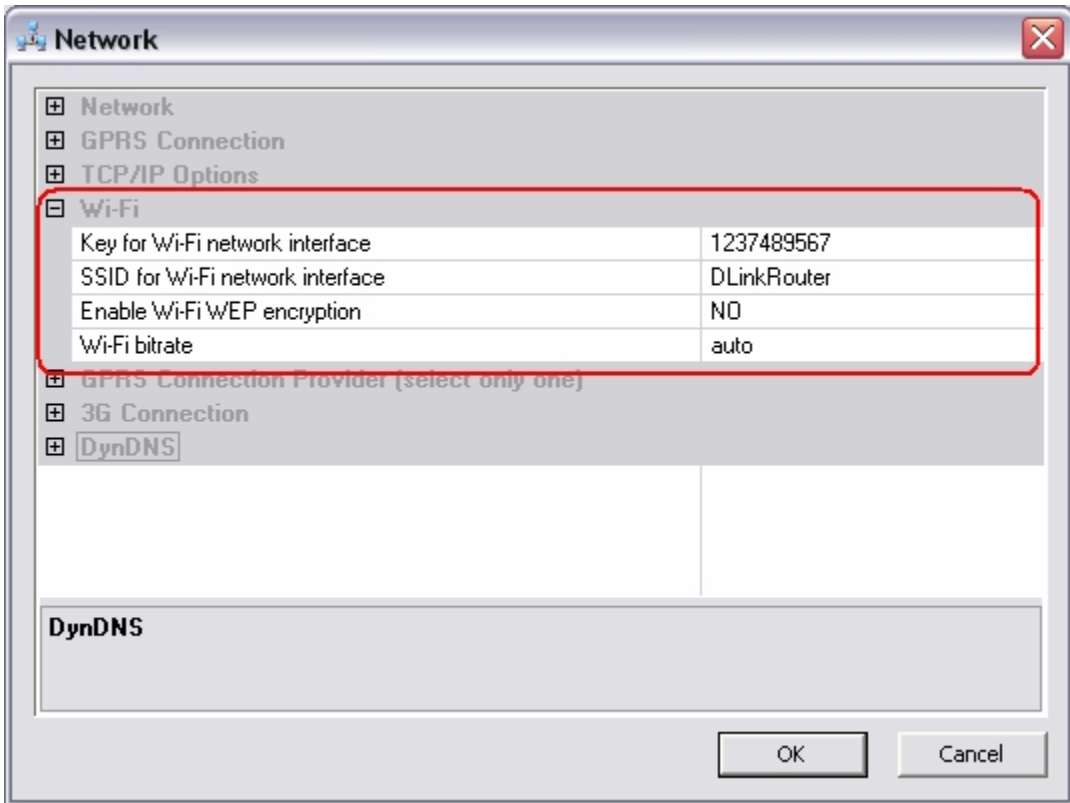 Network
Network
GPRS Connection
TCP/IP Options
Wi-Fi
Key for Wi-Fi network interface 1237489567
SSID for Wi-Fi network interface DLinkRouter
Enable Wi-Fi WEP encryption NO
Wi-Fi bitrate auto
GPRS Connection Provider (select only one)
3G Connection
DynDNS
DynDNS
OK Cancel